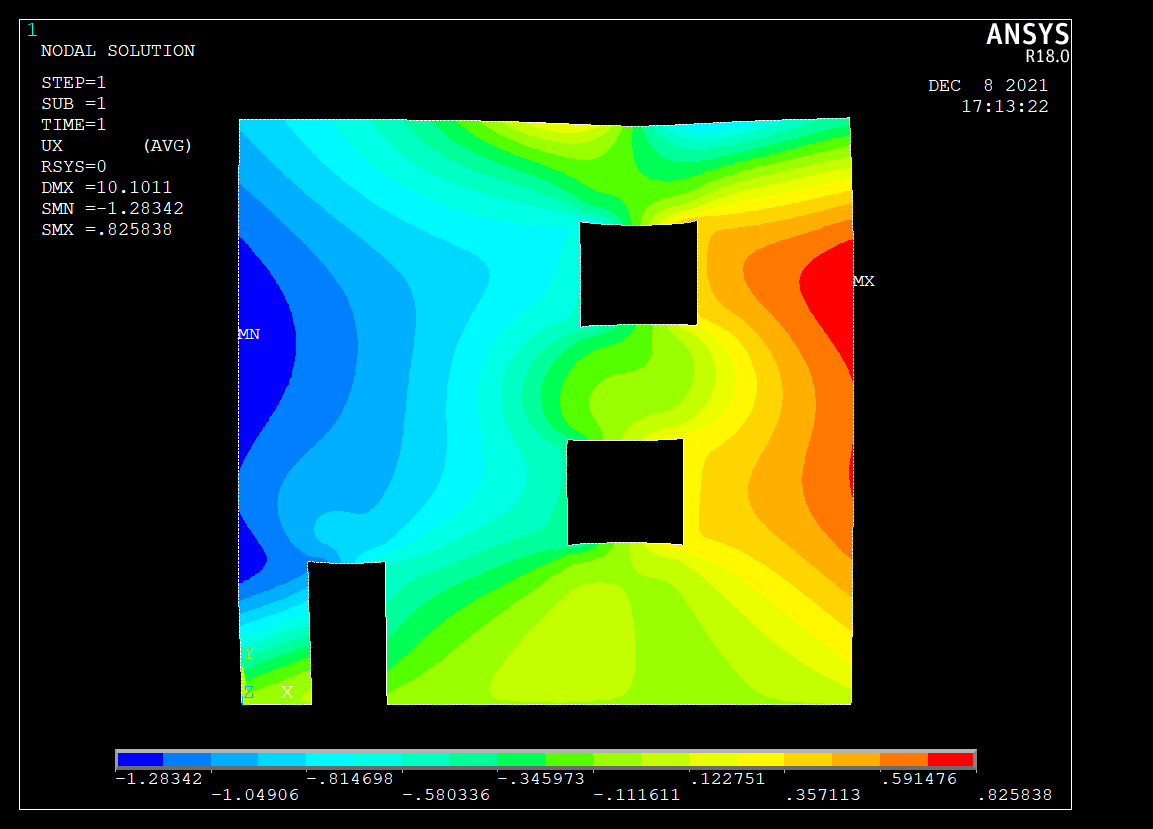 1
ANSYS
R18.0
NODAL SOLUTION
STEP=1
SUB =1
TIME=1
UX (AVG)
RSYS=0
DMX =10.1011
SMN =-1.28342
SMX =.825838
DEC 8 2021
17:13:22
MX
MN
Y
Z X
-1.28342 -.814698 -.345973 .122751 .591476
-1.04906 -.580336 -.111611 .357113 .825838